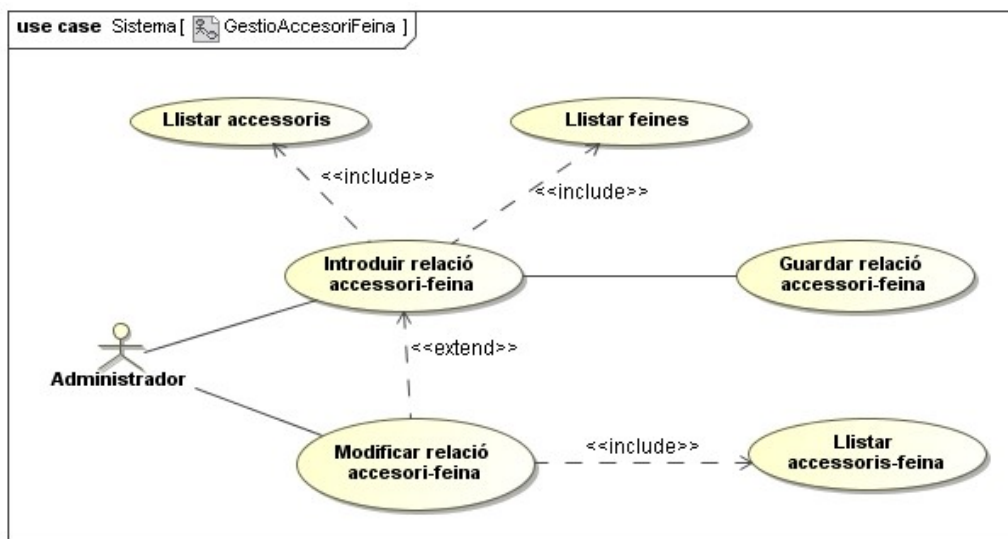 use case Sistema [ GestioAccesoriFeina ]
Llistar accessoris
Llistar feines
<<include>>
<<include>>
Introduir relació
accessori-feina
Guardar relació
accessori-feina
<<extend>>
Administrador
Modificar relació
accesori-feina
<<include>>
Llistar
accessoris-feina